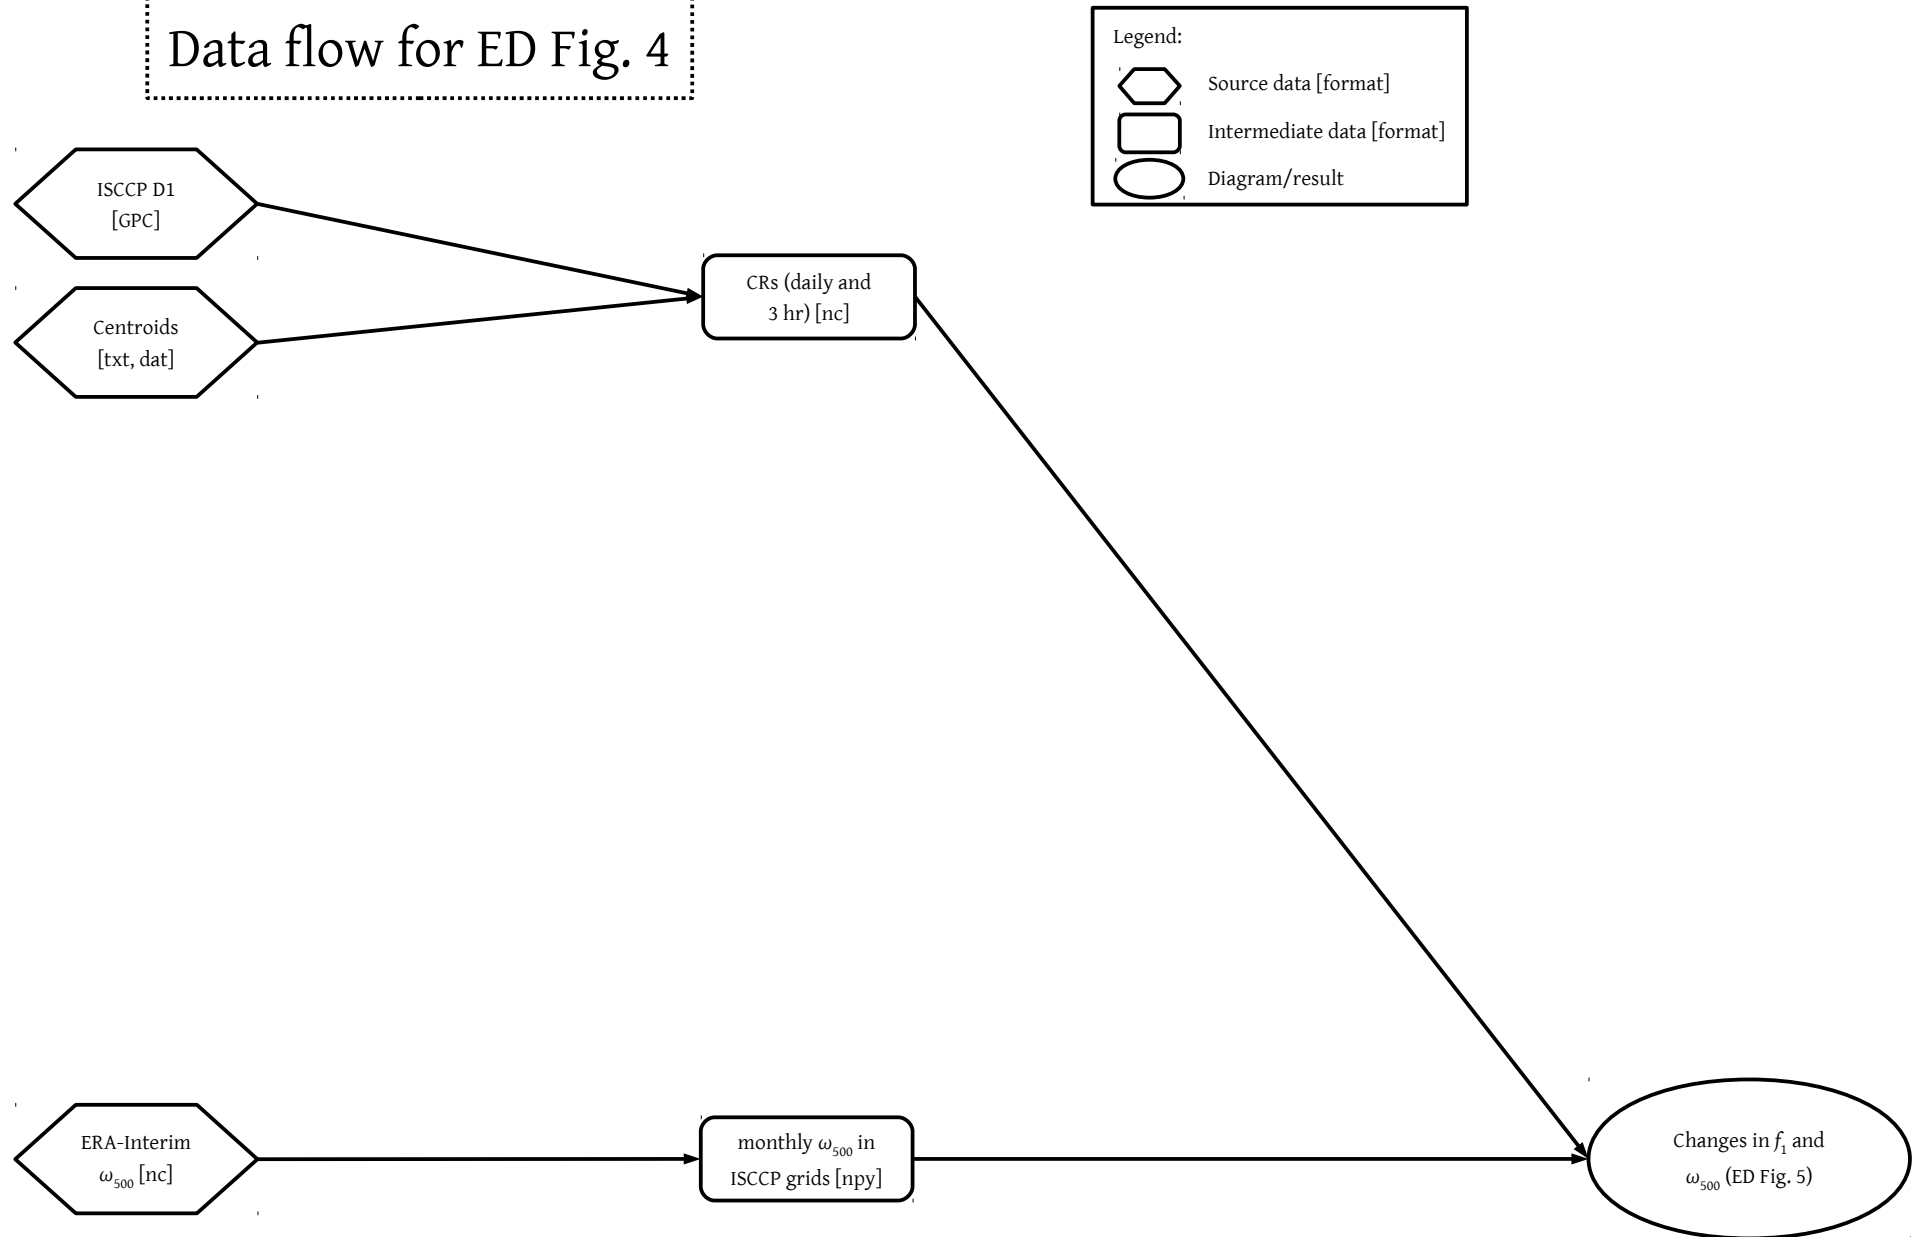 Data flow for ED Fig. 4
Legend:
Source data [format]
Intermediate data [format]
Diagram/result
ISCCP D1
[GPC]
Centroids
[txt, dat]
CRs (daily and
3 hr) [nc]
ERA-Interim
ω₅₀₀ [nc]
monthly ω₅₀₀ in
ISCCP grids [npy]
Changes in f₁ and
ω₅₀₀ (ED Fig. 5)